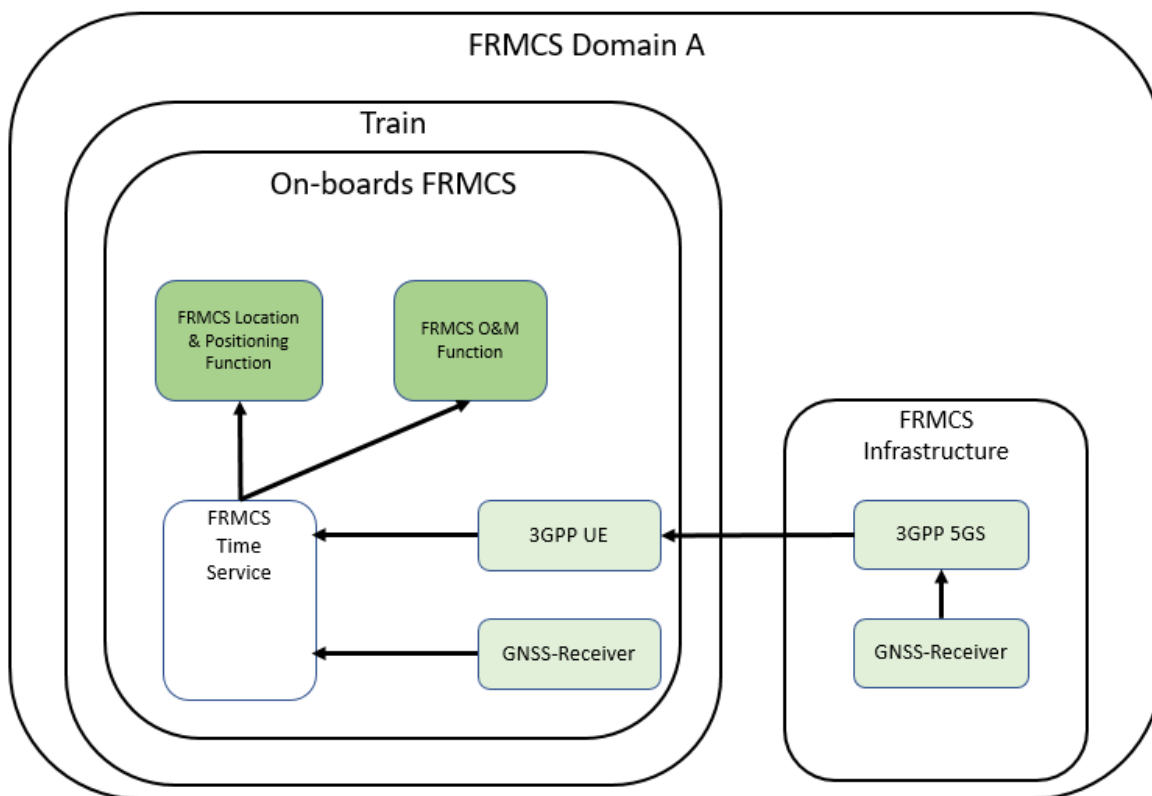 FRMCS Domain A
Train
On-boards FRMCS
FRMCS Location
& Positioning
Function
FRMCS O&M
Function
FRMCS
Infrastructure
FRMCS
Time
Service
3GPP UE
3GPP 5GS
GNSS-Receiver
GNSS-Receiver